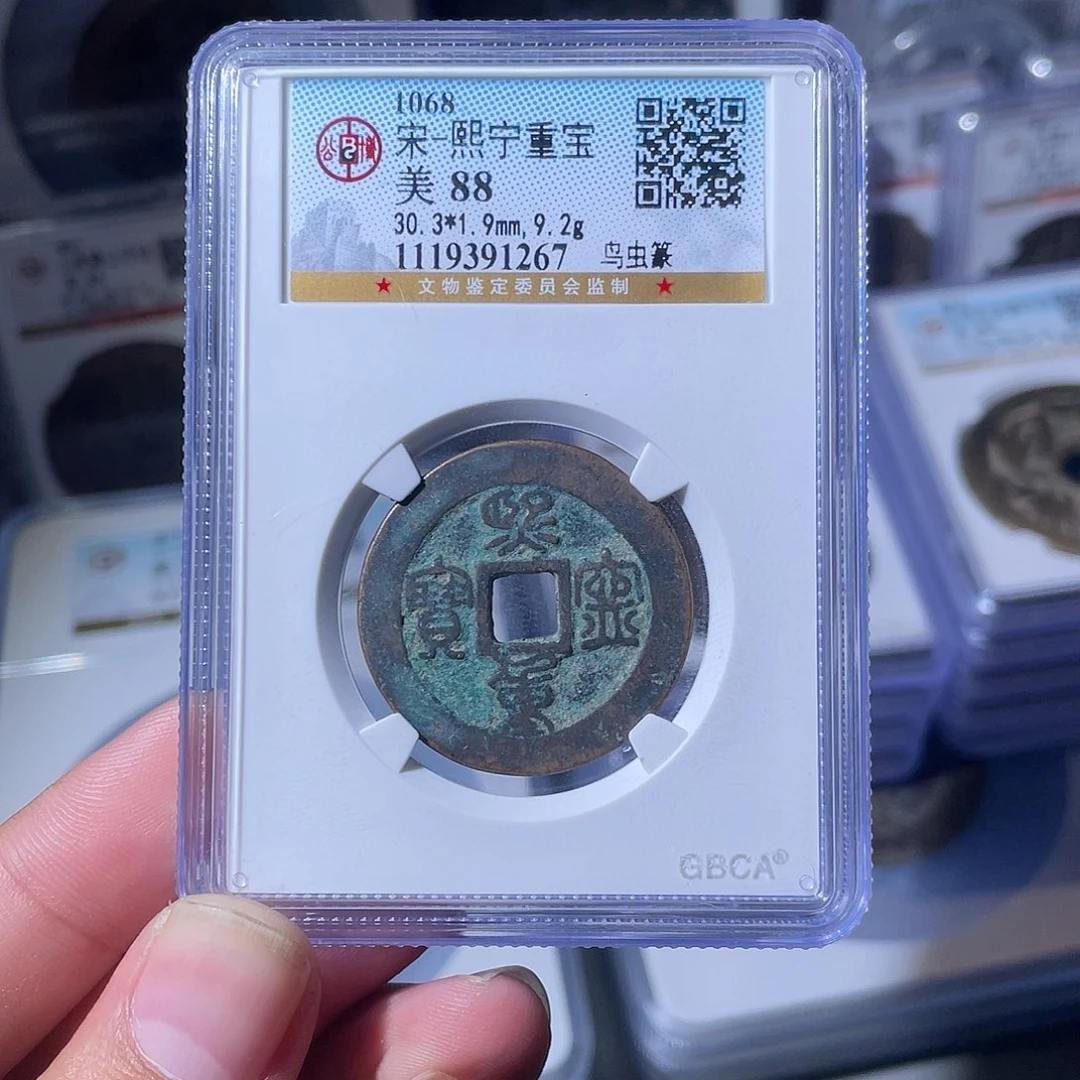 1068
宋-熙宁重宝
美 88
30.3*1.9mm,9.2g
1119391267 鸟虫篆
★ 文物鉴定委员会监制 ★
熙
寶 寧
重
GBCA®